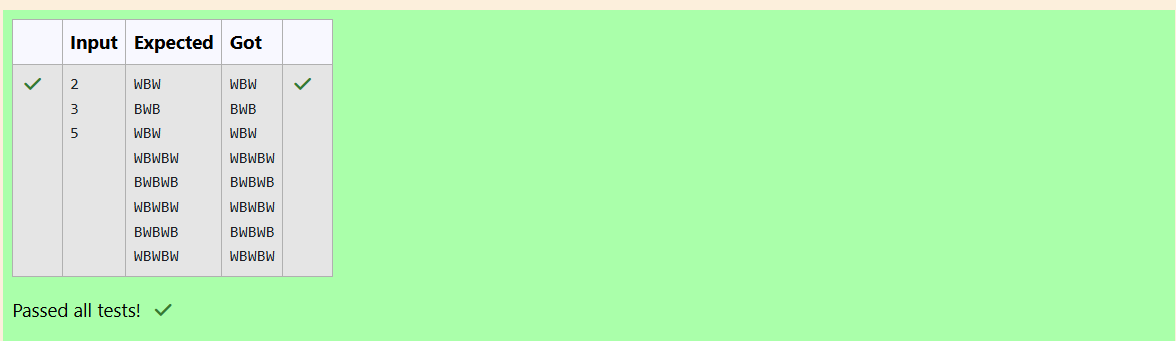 Input Expected Got
2 WBW WBW
3 BWB BWB
5 WBW WBW
WBWBW WBWBW
BWBWB BWBWB
WBWBW WBWBW
BWBWB BWBWB
WBWBW WBWBW
Passed all tests!